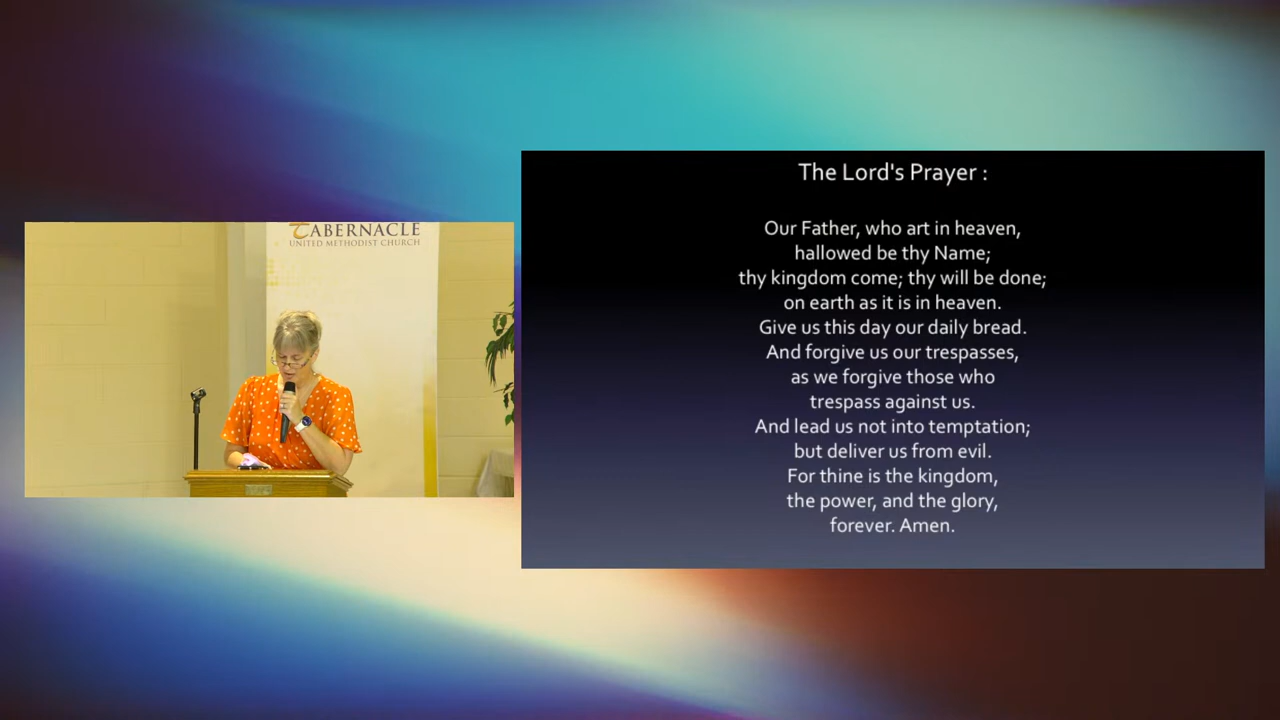 TABERNACLE
UNITED METHODIST CHURCH
The Lord's Prayer :
Our Father, who art in heaven,
hallowed be thy Name;
thy kingdom come; thy will be done;
on earth as it is in heaven.
Give us this day our daily bread.
And forgive us our trespasses,
as we forgive those who
trespass against us.
And lead us not into temptation;
but deliver us from evil.
For thine is the kingdom,
the power, and the glory,
forever. Amen.